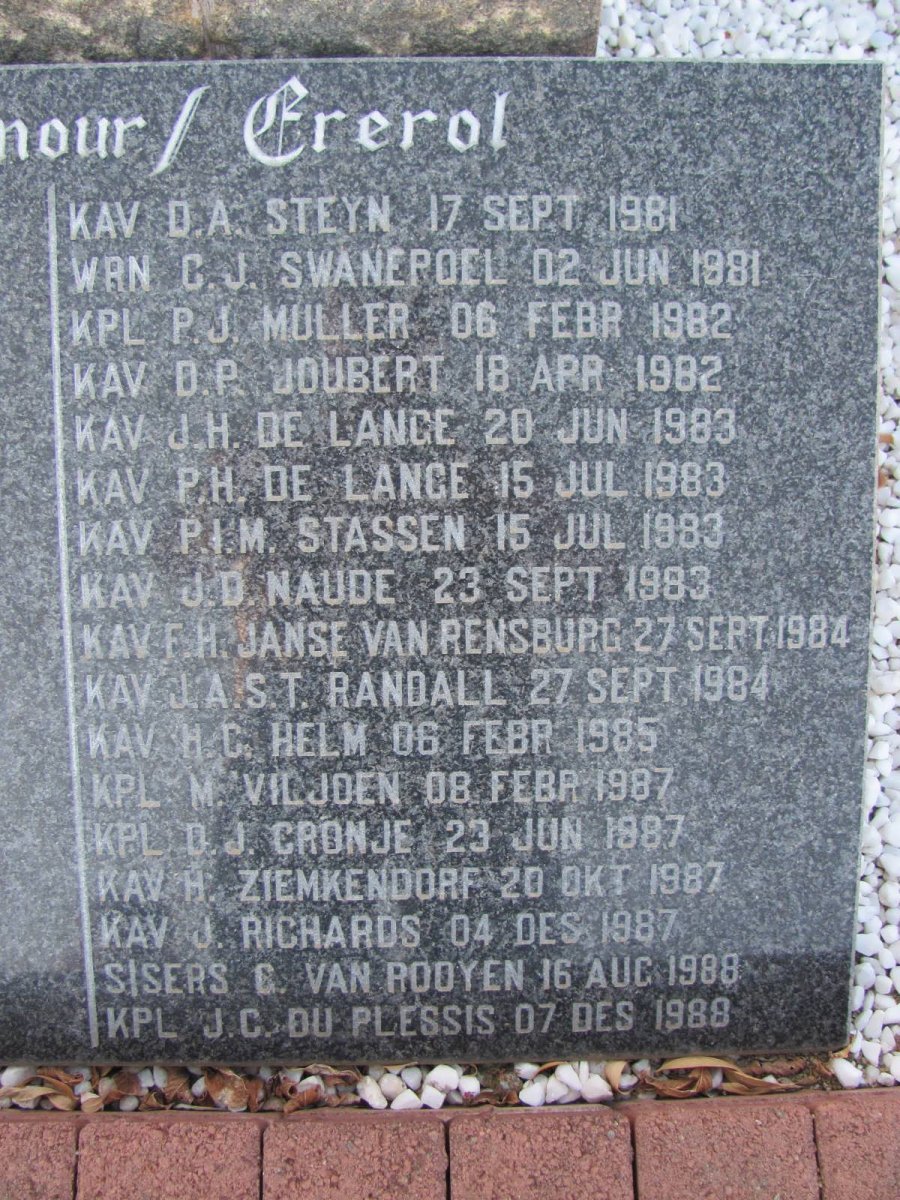 nour / Ererol
KAV D.A. STEYN 17 SEPT 1981
WRN C.J. SWANEPOEL 02 JUN 1981
KPL P.J. MULLER 06 FEBR 1982
KAV D.P. JOUBERT 18 APR 1982
KAV J.H. DE LANGE 20 JUN 1983
KAV P.H. DE LANGE 15 JUL 1983
KAV P.I.M. STASSEN 15 JUL 1983
KAV J.D. NAUDE 23 SEPT 1983
KAV F.H. JANSE VAN RENSBURG 27 SEPT 1984
KAV J.A.S.T. RANDALL 27 SEPT 1984
KAV H.C. HELM 06 FEBR 1985
KPL M. VILJOEN 08 FEBR 1987
KPL D.J. CRONJE 23 JUN 1987
KAV H. ZIEMKENDORF 20 OKT 1987
KAV J. RICHARDS 04 DES 1987
S/SERS G. VAN ROOYEN 16 AUG 1988
KPL J.C. DU PLESSIS 07 DES 1988